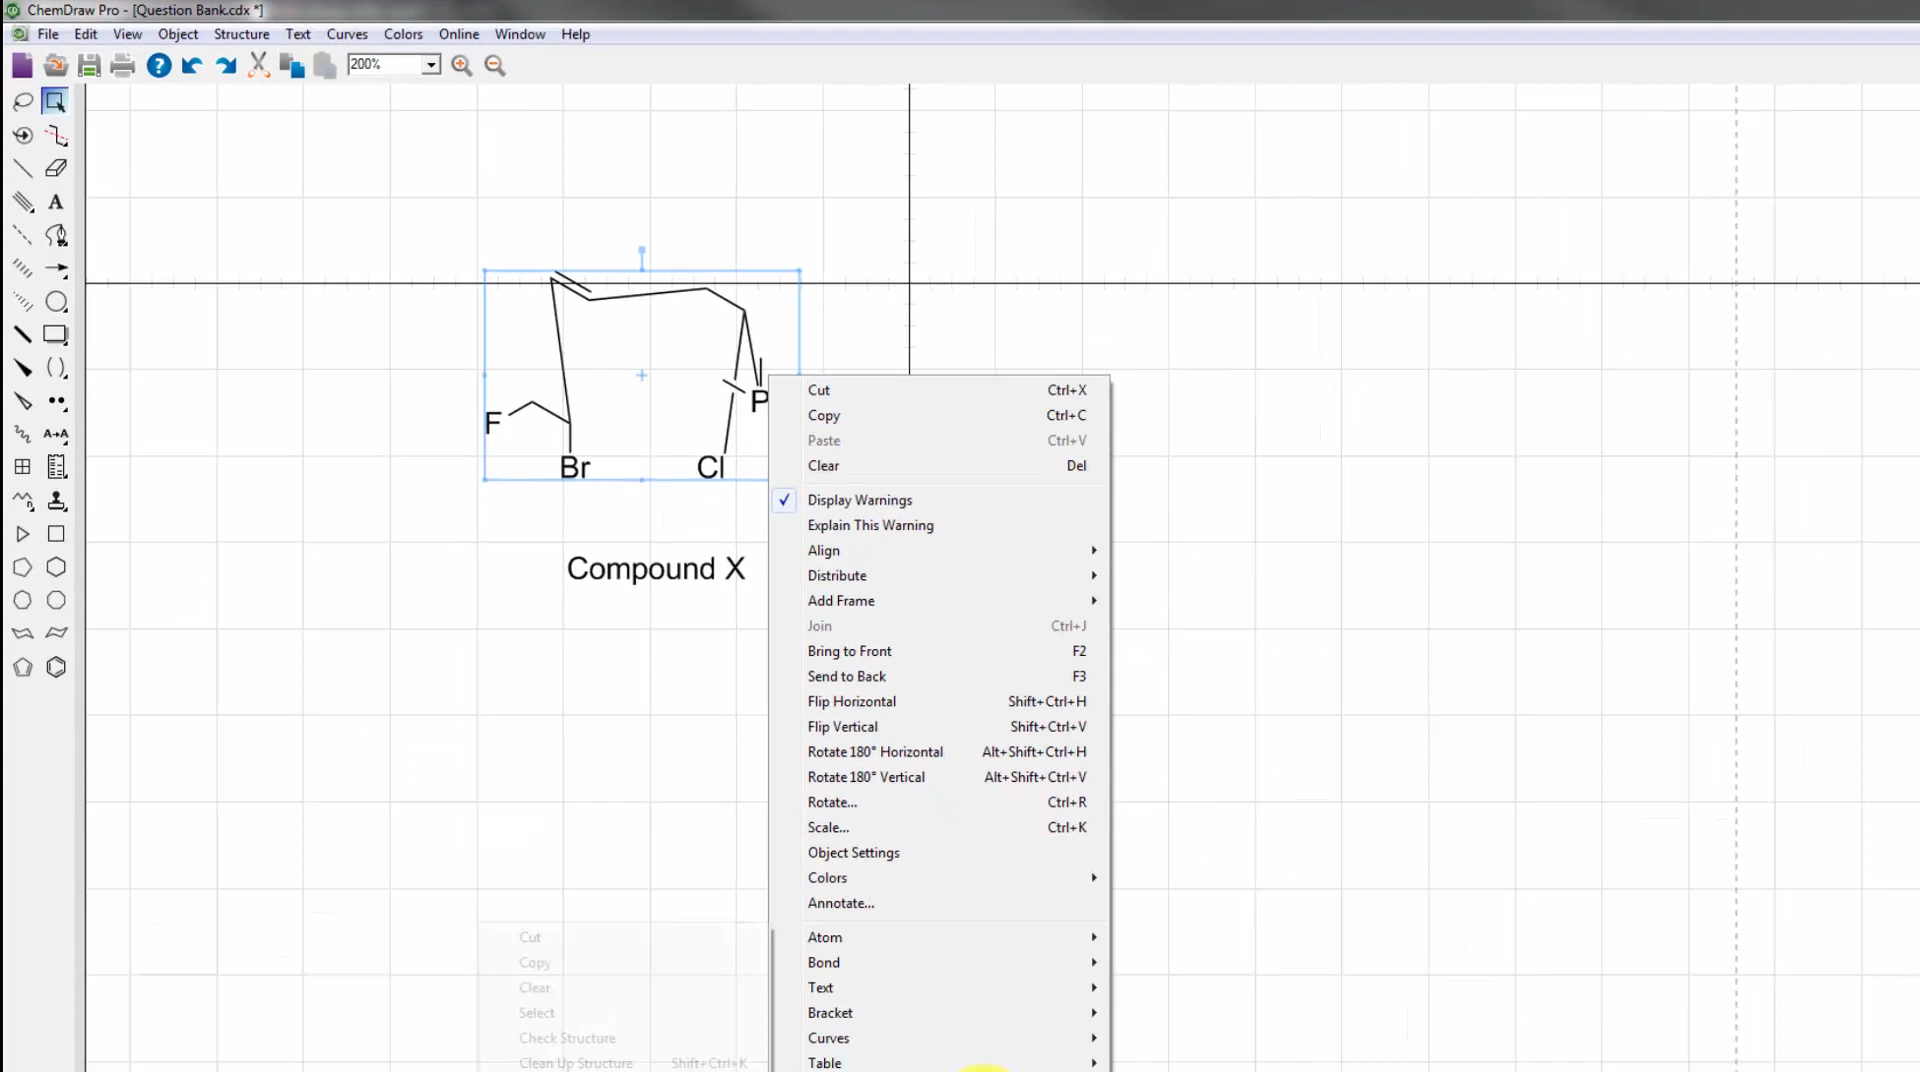 ChemDraw Pro - [Question Bank.cdx *]
File Edit View Object Structure Text Curves Colors Online Window Help
200%
A
A→A
F
P
Br
Cl
Compound X
Cut Ctrl+X
Copy Ctrl+C
Paste Ctrl+V
Clear Del
Display Warnings
Explain This Warning
Align
Distribute
Add Frame
Join Ctrl+J
Bring to Front F2
Send to Back F3
Flip Horizontal Shift+Ctrl+H
Flip Vertical Shift+Ctrl+V
Rotate 180° Horizontal Alt+Shift+Ctrl+H
Rotate 180° Vertical Alt+Shift+Ctrl+V
Rotate... Ctrl+R
Scale... Ctrl+K
Object Settings
Colors
Annotate...
Atom
Bond
Text
Bracket
Curves
Table
Cut
Copy
Clear
Select
Check Structure
Clean Up Structure Shift+Ctrl+K